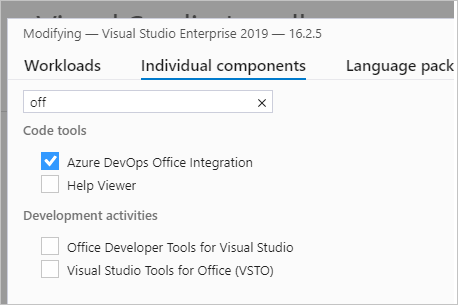 Modifying — Visual Studio Enterprise 2019 — 16.2.5
Workloads Individual components Language pack
off
Code tools
Azure DevOps Office Integration
Help Viewer
Development activities
Office Developer Tools for Visual Studio
Visual Studio Tools for Office (VSTO)